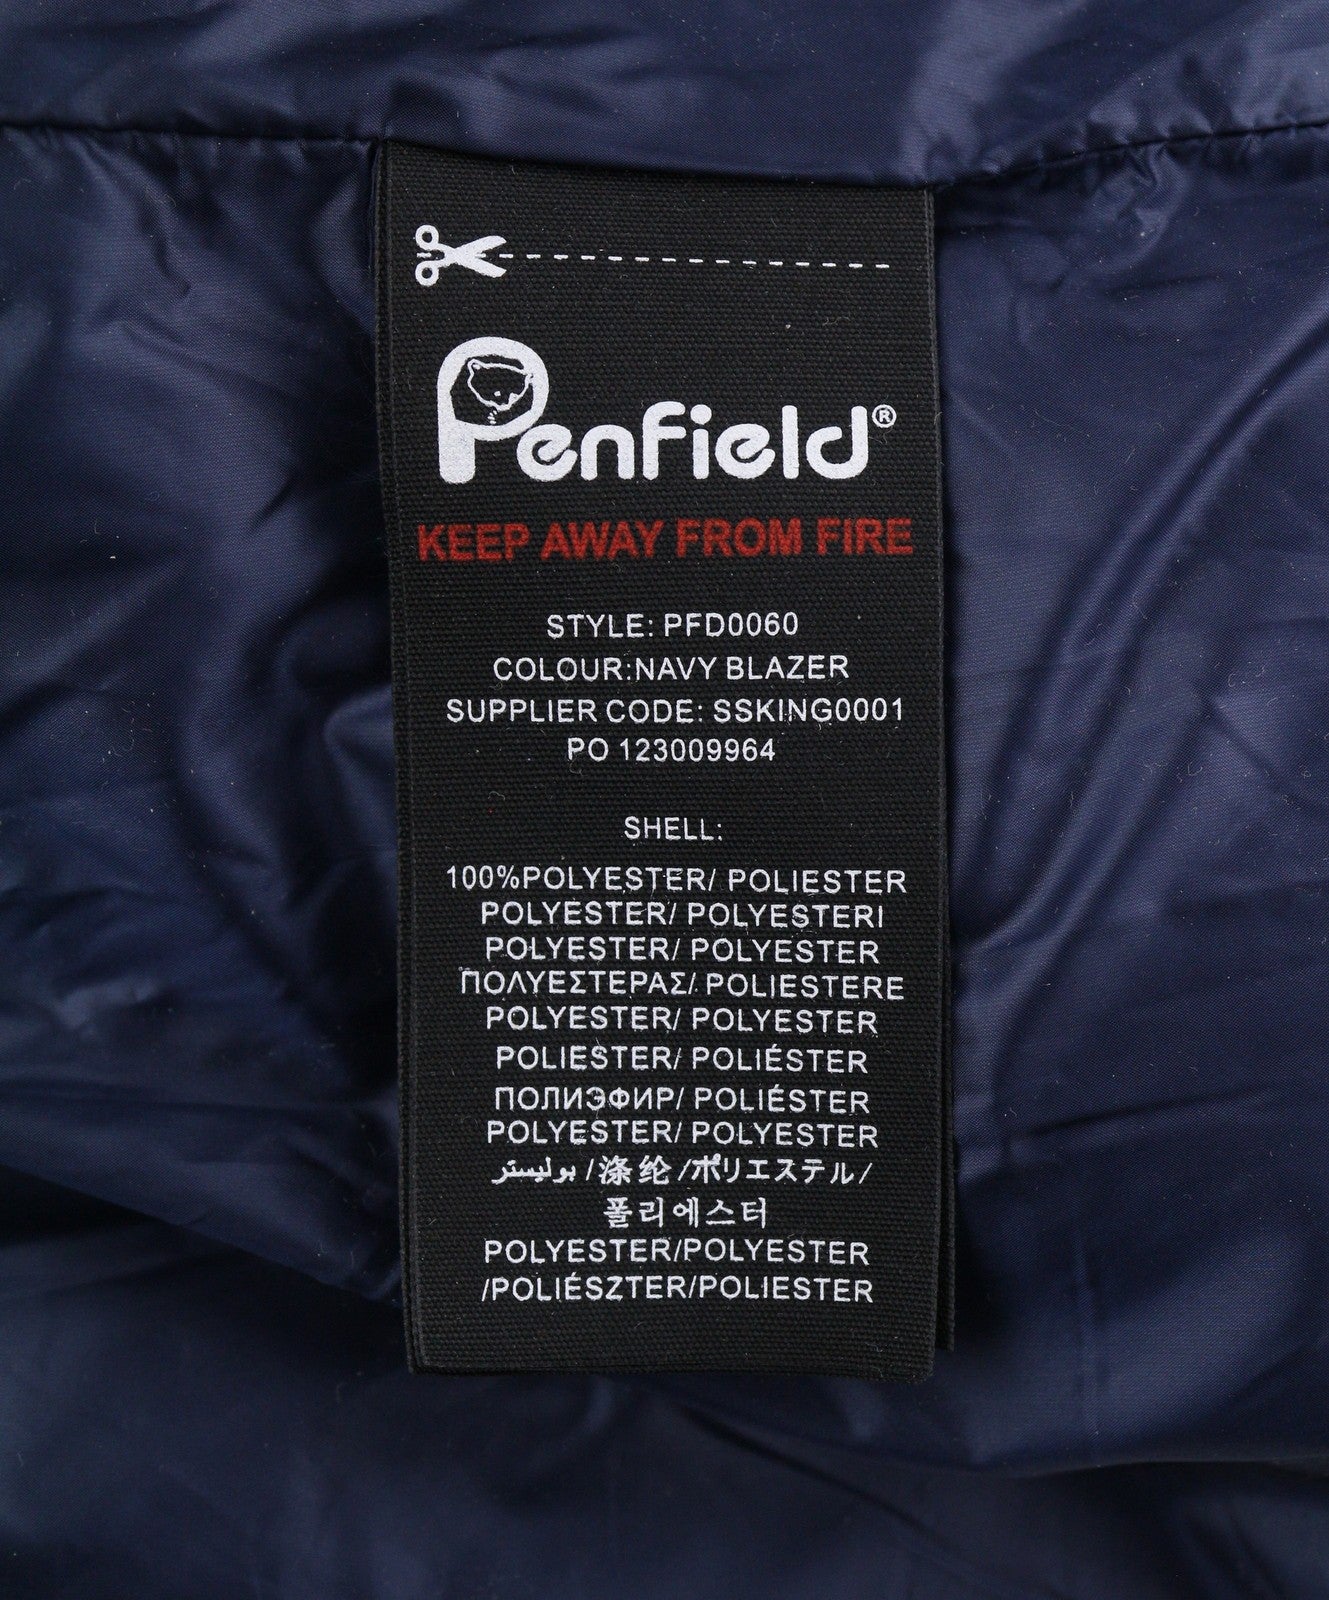 Penfield®
KEEP AWAY FROM FIRE
STYLE: PFD0060
COLOUR:NAVY BLAZER
SUPPLIER CODE: SSKING0001
PO 123009964
SHELL:
100%POLYESTER/ POLIESTER
POLYESTER/ POLYESTERI
POLYESTER/ POLYESTER
ΠΟΛΥΕΣΤΕΡΑΣ/ POLIESTERE
POLYESTER/ POLYESTER
POLIESTER/ POLIÉSTER
ПОЛИЭФИР/ POLIÉSTER
POLYESTER/ POLYESTER
بوليستر /涤纶/ポリエステル/
폴리에스터
POLYESTER/POLYESTER
/POLIÉSZTER/POLIESTER